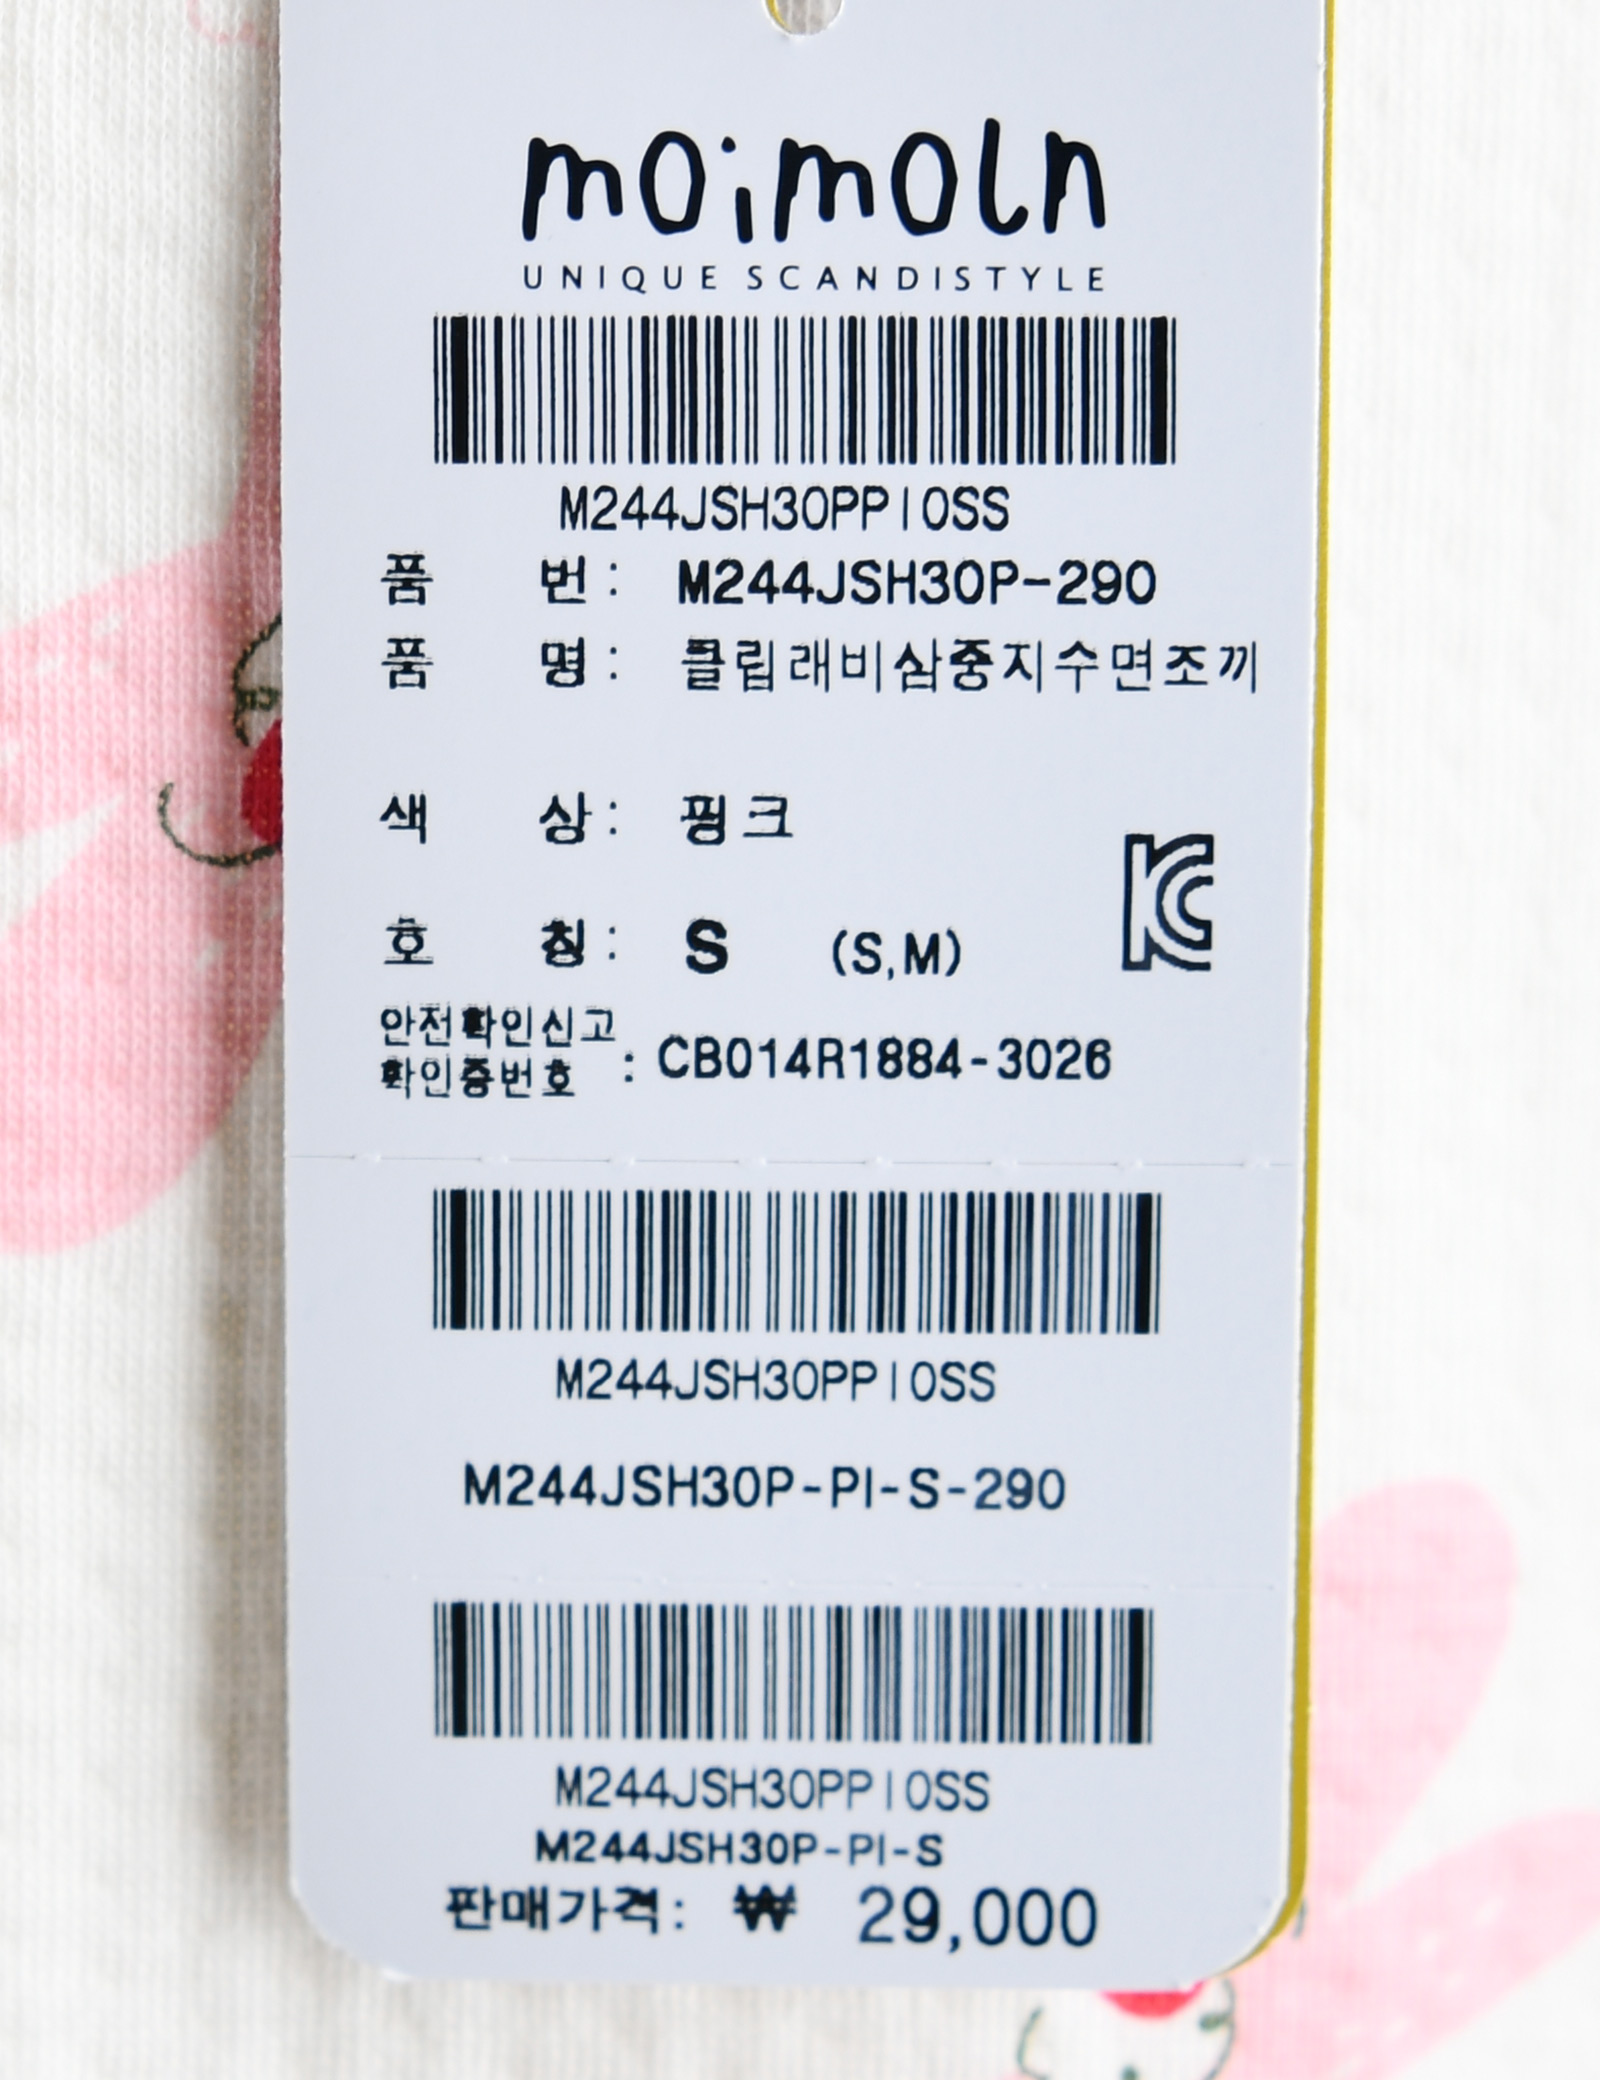 moimoln
UNIQUE SCANDISTYLE
M244JSH30PPI0SS
품 번 : M244JSH30P-290
품 명 : 클립래비삼중지수면조끼
색 상 : 핑크
KC
호 칭 : S (S,M)
안전확인신고
확인증번호 : CB014R1884-3026
M244JSH30PPI0SS
M244JSH30P-PI-S-290
M244JSH30PPI0SS
M244JSH30P-PI-S
판매가격: ₩ 29,000